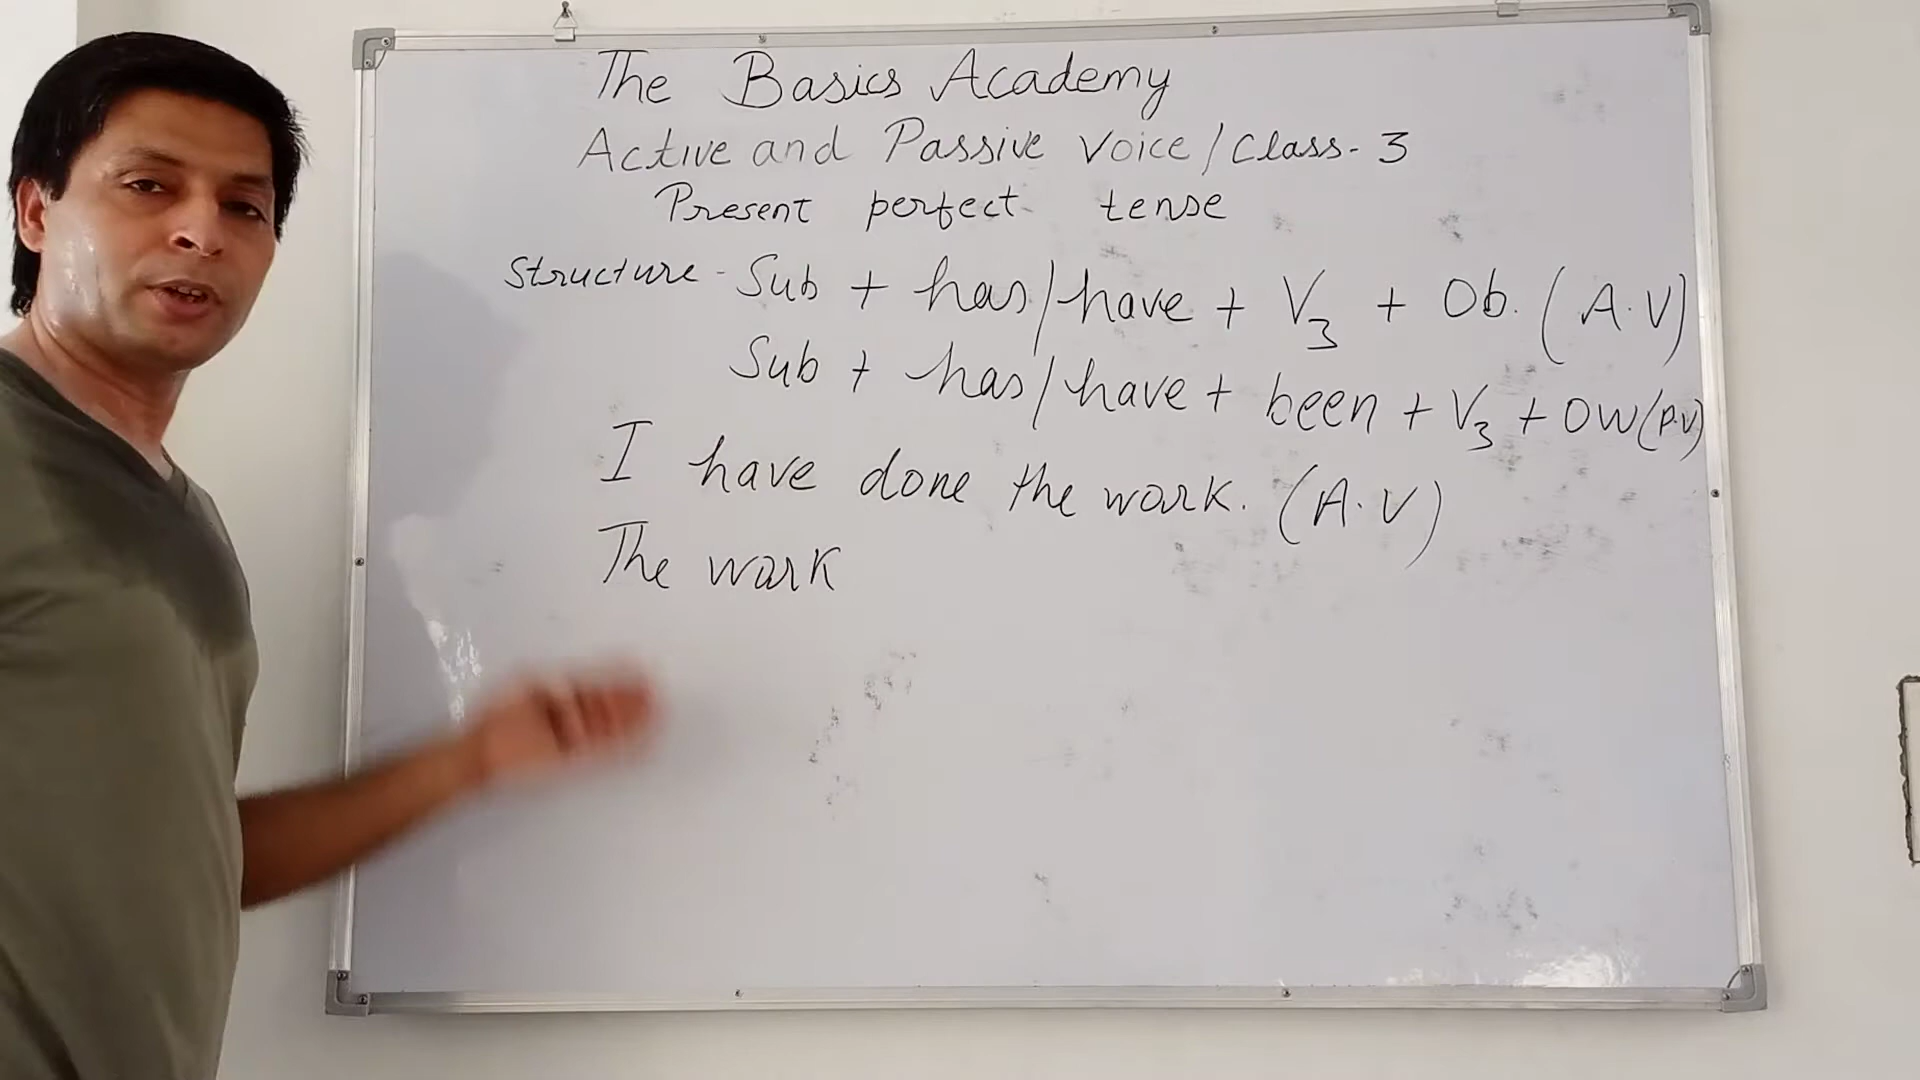 The Basics Academy
Active and Passive Voice / Class - 3
Present perfect tense
Structure - Sub + has/have + V3 + Ob. (A.V)
Sub + has/have + been + V3 + OW (P.V)
I have done the work. (A.V)
The work